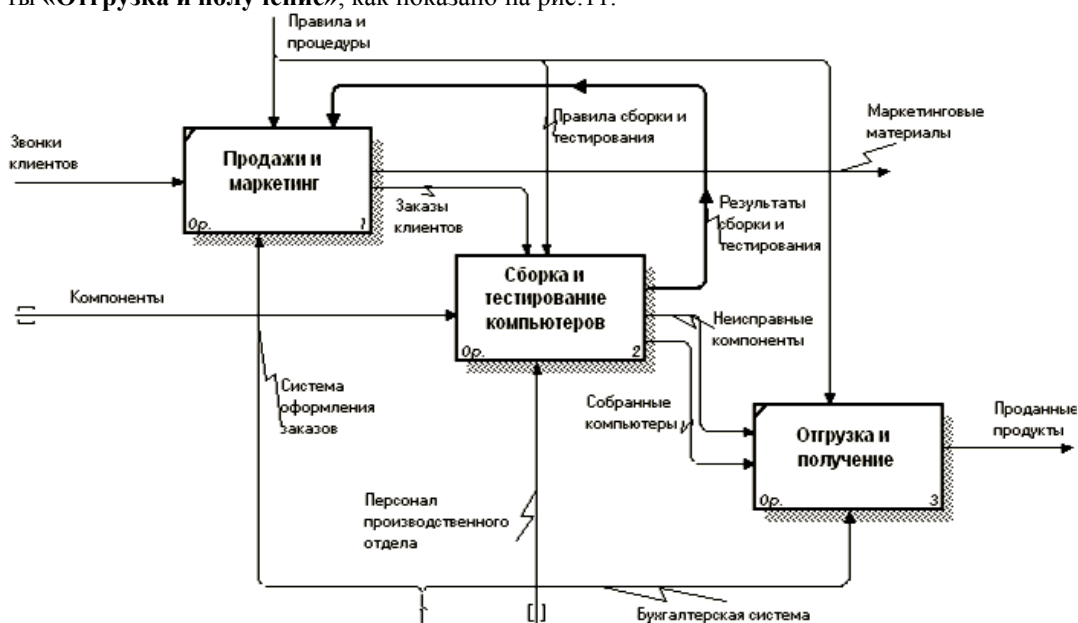 ты «Отгрузка и получение», как показано на рис.11.
Правила и
процедуры
Звонки
клиентов
Продажи и
маркетинг
0р.
1
Правила сборки и
тестирования
Маркетинговые
материалы
Заказы
клиентов
Результаты
сборки и
тестирования
Компоненты
Сборка и
тестирование
компьютеров
0р.
2
Неисправные
компоненты
Система
оформления
заказов
Собранные
компьютеры
Отгрузка и
получение
0р.
3
Проданные
продукты
Персонал
производственного
отдела
Бухгалтерская система